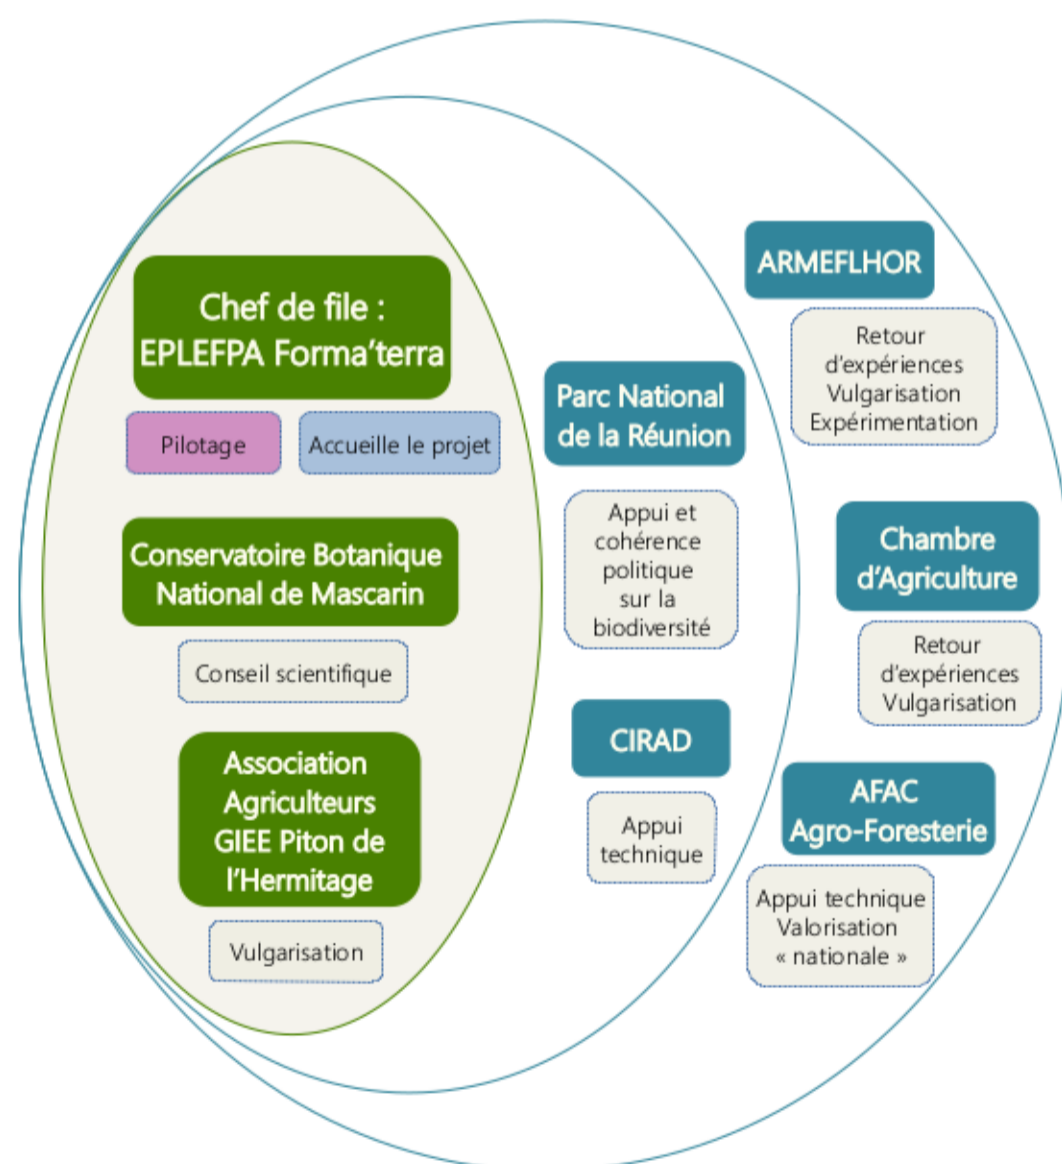 Chef de file :
EPLEFPA Forma’terra
Pilotage
Accueille le projet
Conservatoire Botanique
National de Mascarin
Conseil scientifique
Association
Agriculteurs
GIEE Piton de
l’Hermitage
Vulgarisation
Parc National
de la Réunion
Appui et
cohérence
politique
sur la
biodiversité
CIRAD
Appui
technique
ARMEFLHOR
Retour
d’expériences
Vulgarisation
Expérimentation
Chambre
d’Agriculture
Retour
d’expériences
Vulgarisation
AFAC
Agro-Foresterie
Appui technique
Valorisation
« nationale »